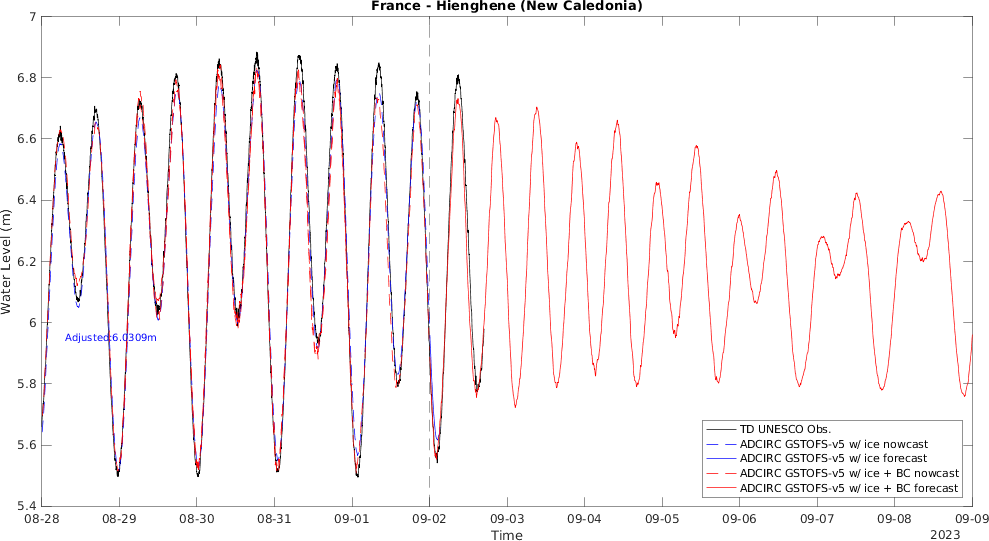 France - Hienghene (New Caledonia)
7
6.8
6.6
6.4
6.2
6
5.8
5.6
5.4
Water Level (m)
Adjusted:6.0309m
TD UNESCO Obs.
ADCIRC GSTOFS-v5 w/ ice nowcast
ADCIRC GSTOFS-v5 w/ ice forecast
ADCIRC GSTOFS-v5 w/ ice + BC nowcast
ADCIRC GSTOFS-v5 w/ ice + BC forecast
08-28 08-29 08-30 08-31 09-01 09-02 09-03 09-04 09-05 09-06 09-07 09-08 09-09
Time
2023